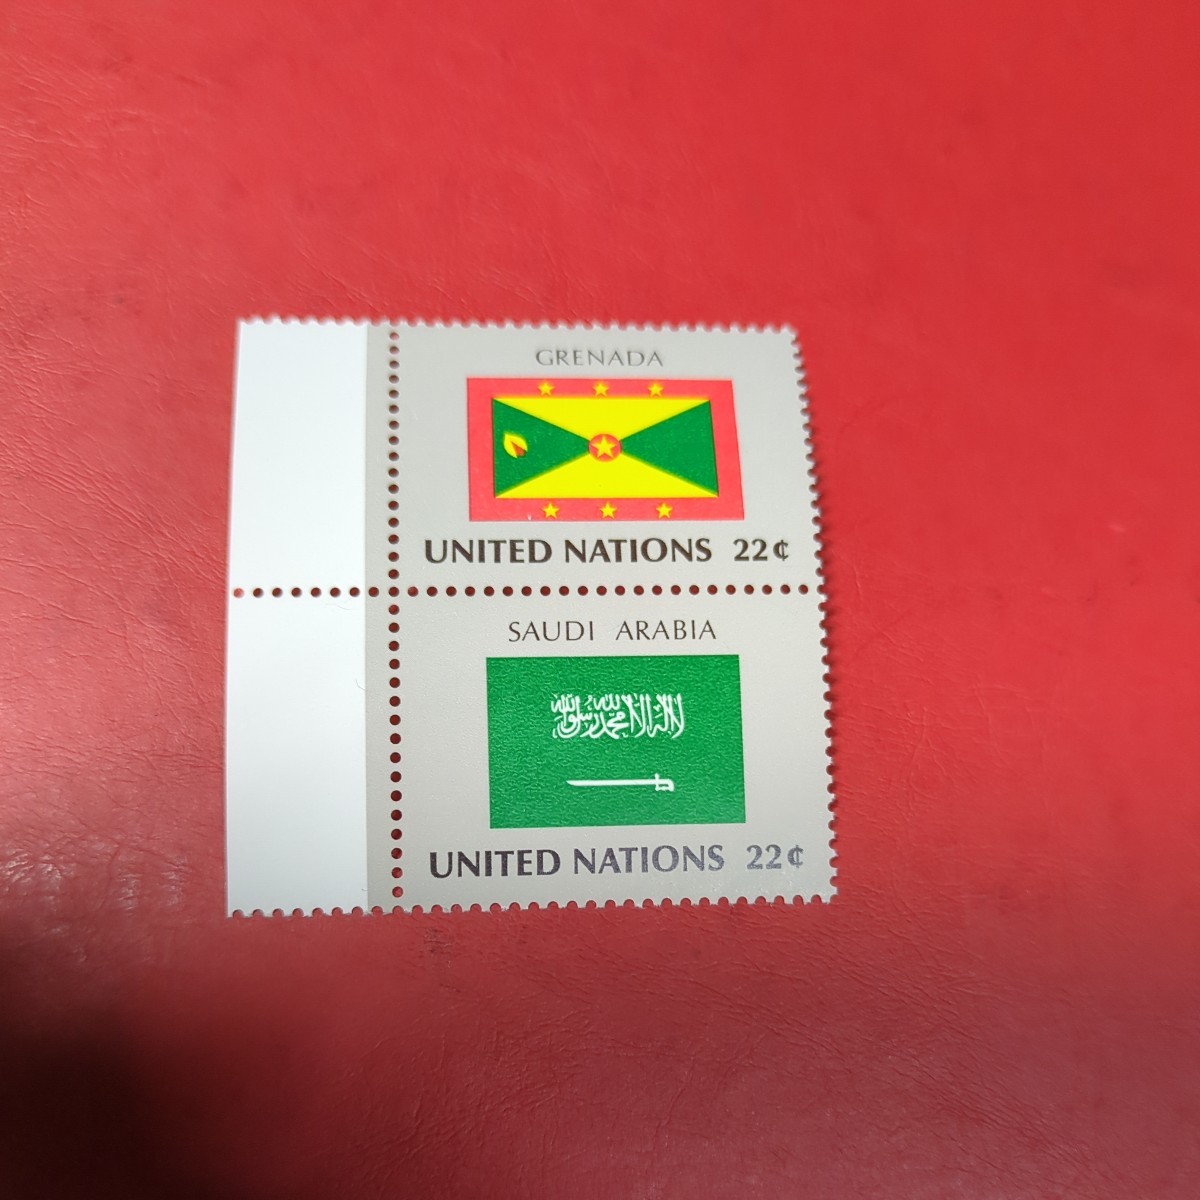 GRENADA
UNITED NATIONS 22¢
SAUDI ARABIA
لا إله إلا الله محمد رسول الله
UNITED NATIONS 22¢